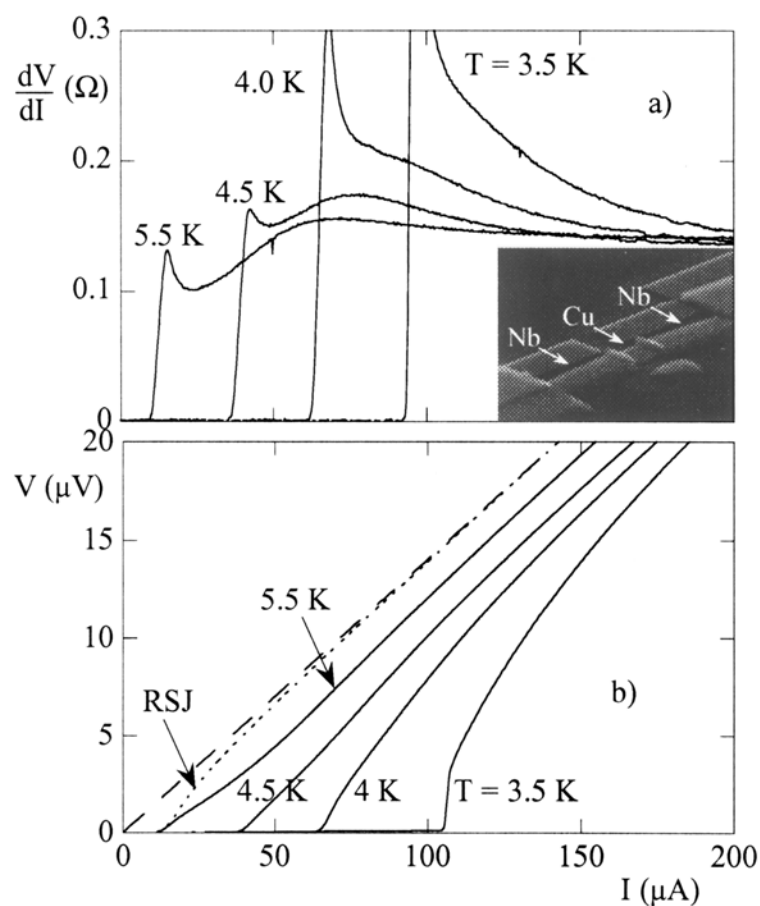 0.3
dV
dI (Ω)
4.0 K
T = 3.5 K
a)
0.2
4.5 K
5.5 K
0.1
Nb
Cu
Nb
0
20
V (μV)
15
5.5 K
10
b)
RSJ
5
4.5 K
4 K
T = 3.5 K
0
0
50
100
150
200
I (μA)